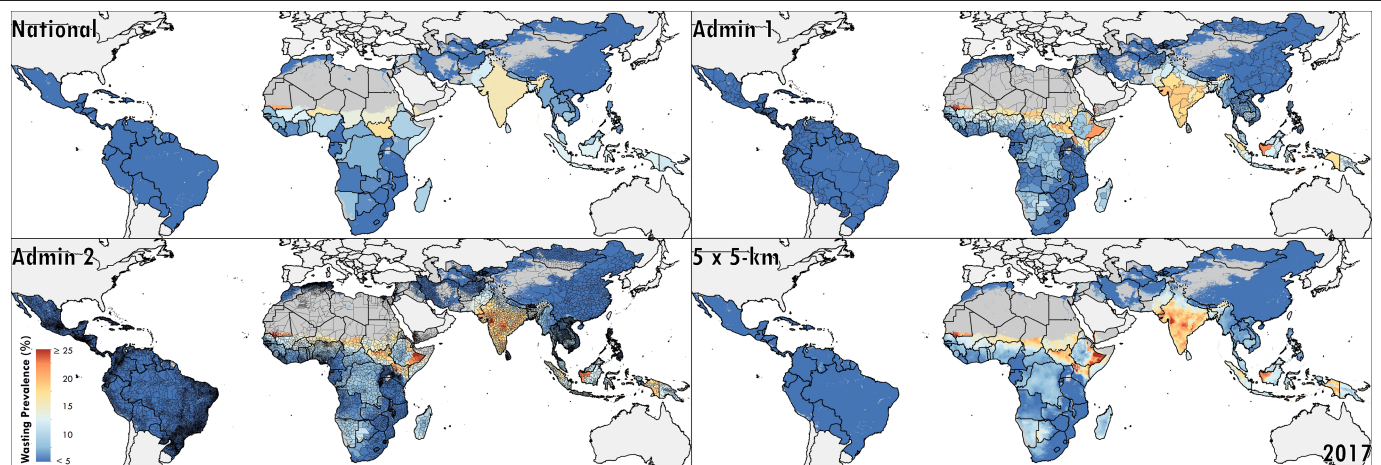 National
Admin 1
Admin 2
5 x 5-km
Wasting Prevalence (%)
≥ 25
20
15
10
< 5
2017